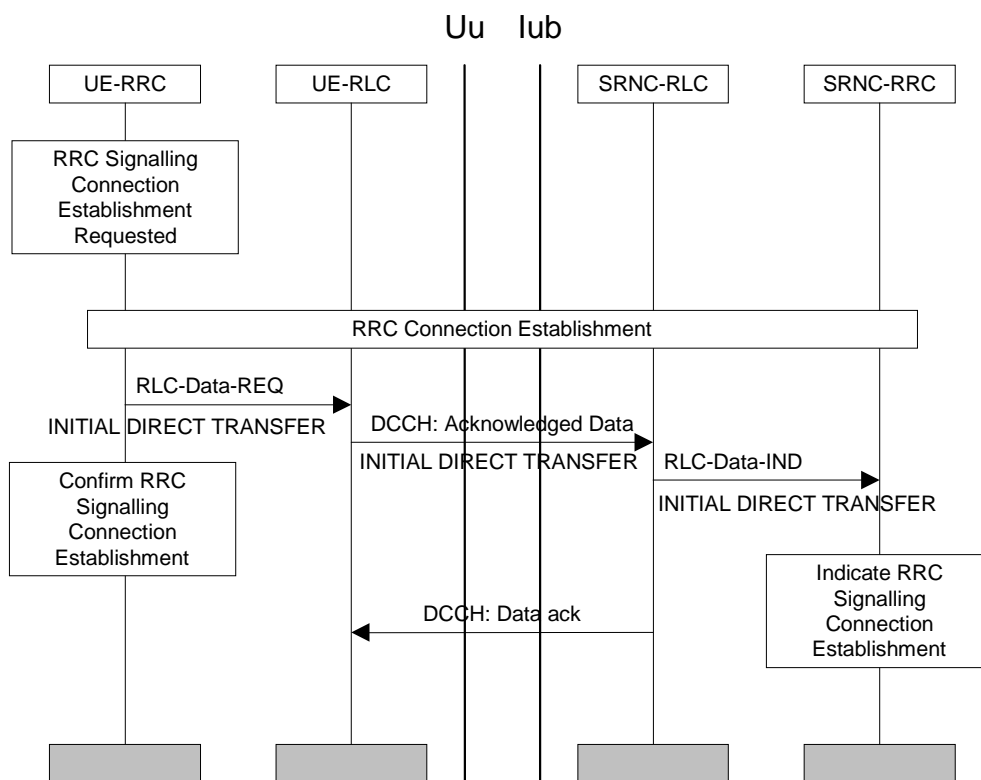 Uu Iub
UE-RRC UE-RLC SRNC-RLC SRNC-RRC
RRC Signalling
Connection
Establishment
Requested
RRC Connection Establishment
RLC-Data-REQ
INITIAL DIRECT TRANSFER
DCCH: Acknowledged Data
INITIAL DIRECT TRANSFER
RLC-Data-IND
INITIAL DIRECT TRANSFER
Confirm RRC
Signalling
Connection
Establishment
Indicate RRC
Signalling
Connection
Establishment
DCCH: Data ack